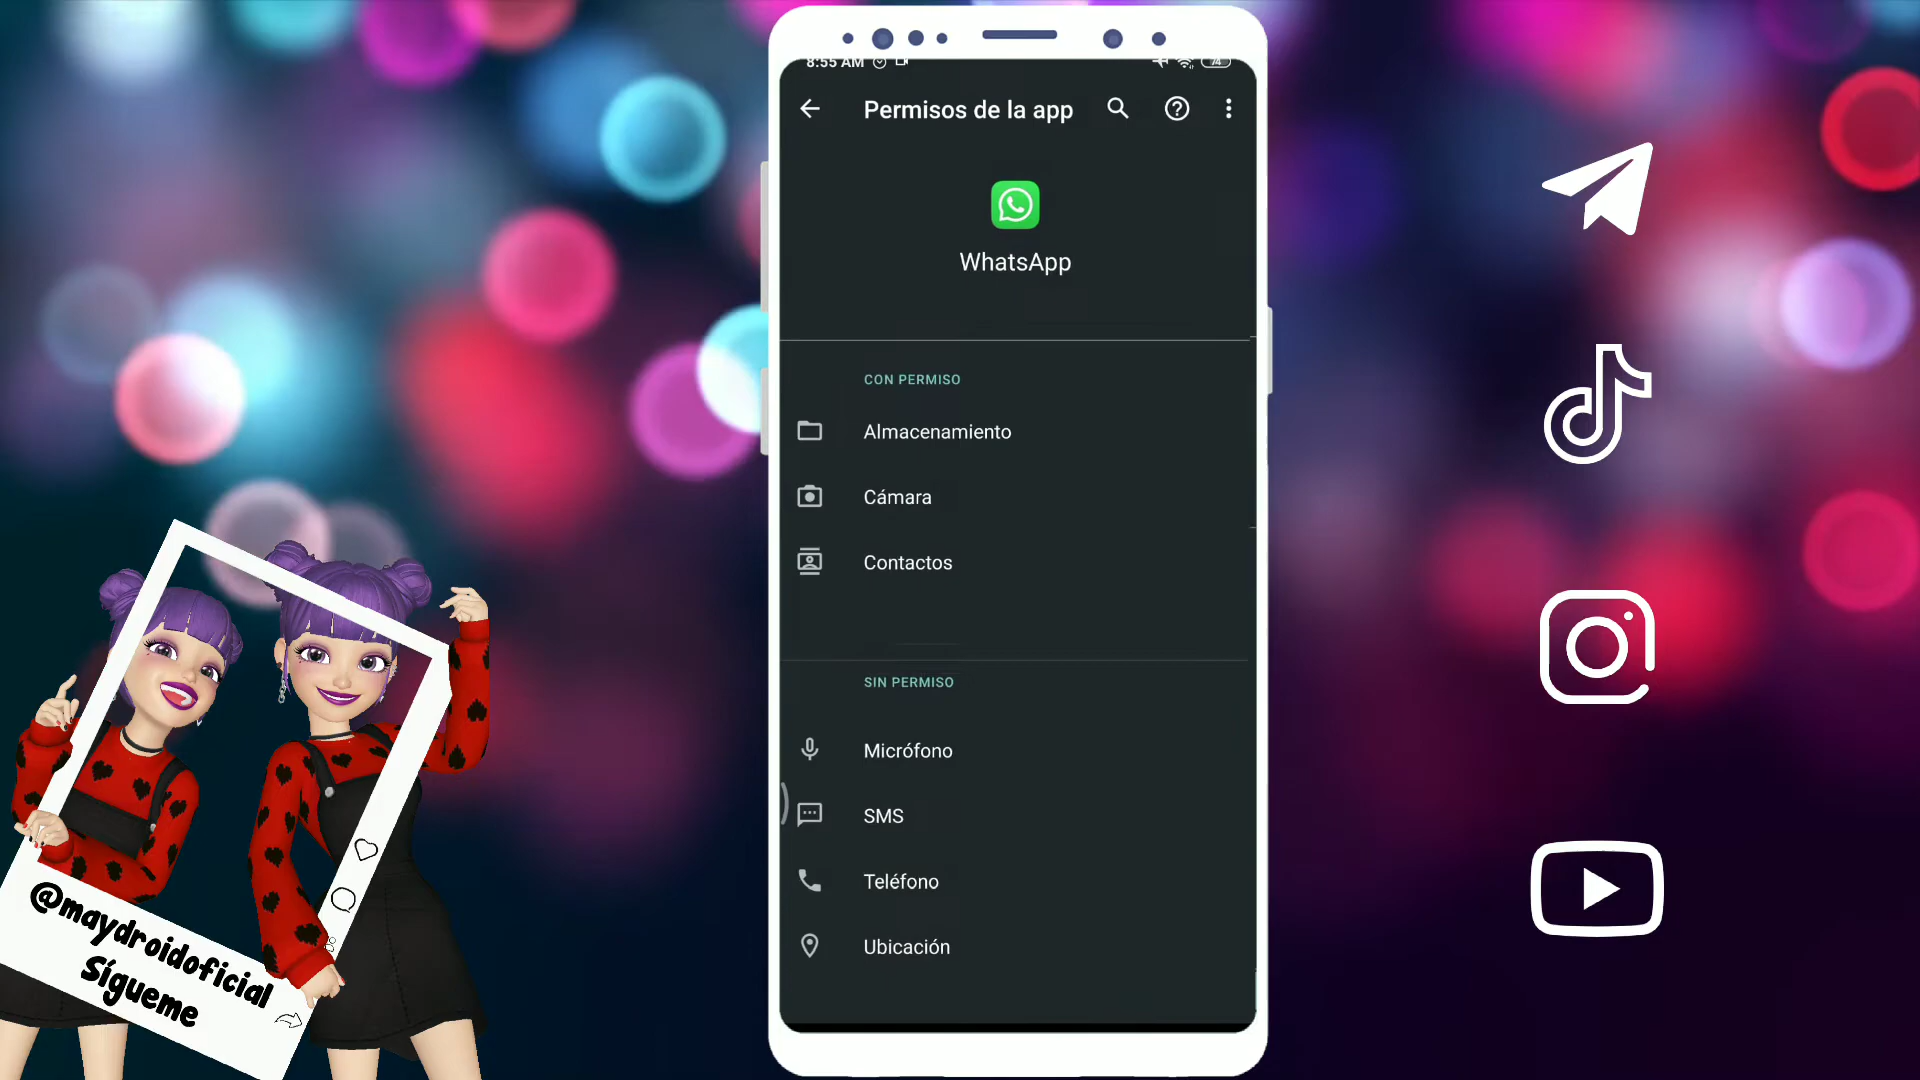 8:55 AM
74
Permisos de la app
WhatsApp
CON PERMISO
Almacenamiento
Cámara
Contactos
SIN PERMISO
Micrófono
SMS
Teléfono
Ubicación
@maydroidoficial
Sígueme